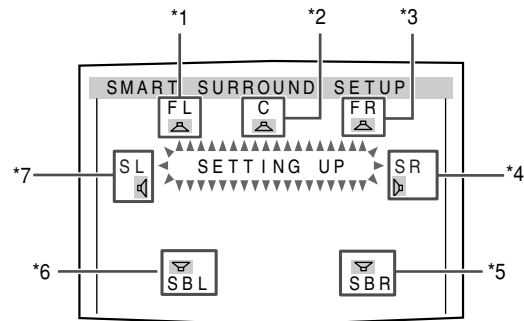 *1 *2 *3
SMART SURROUND SETUP
FL C FR
SL SETTING UP SR
*7 *4
*6 SBL SBR *5